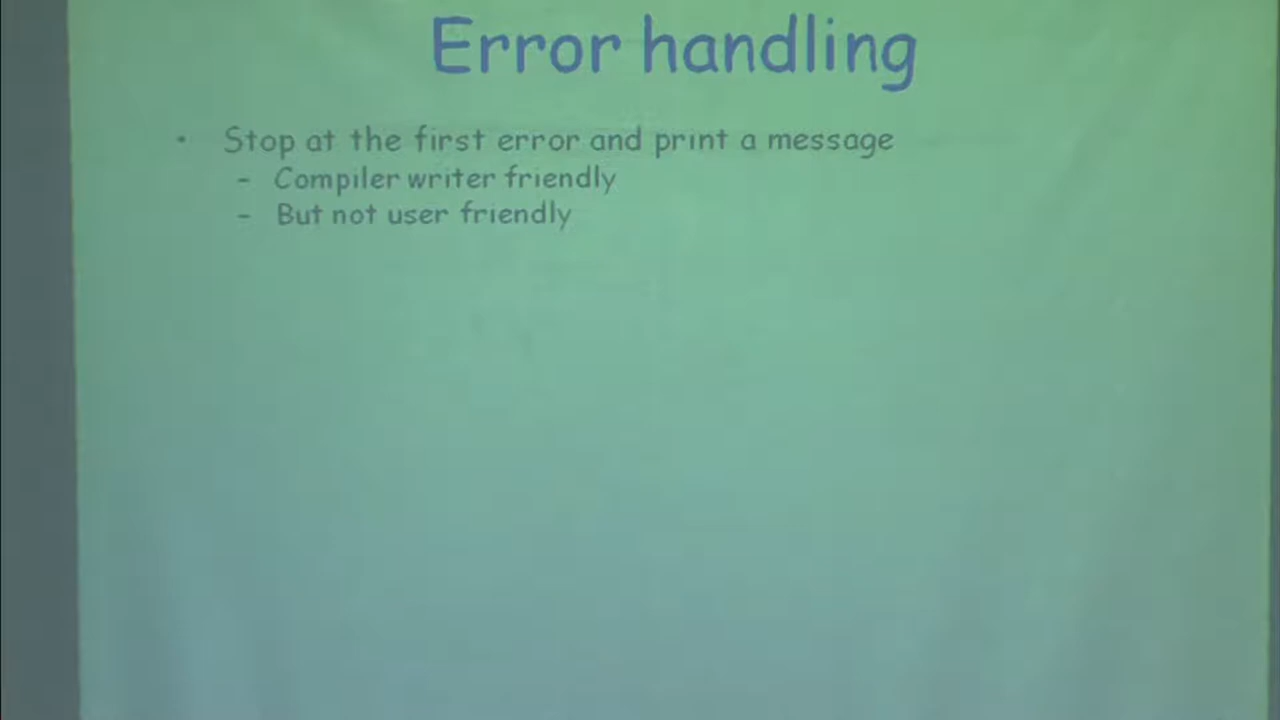 Error handling
• Stop at the first error and print a message
- Compiler writer friendly
- But not user friendly